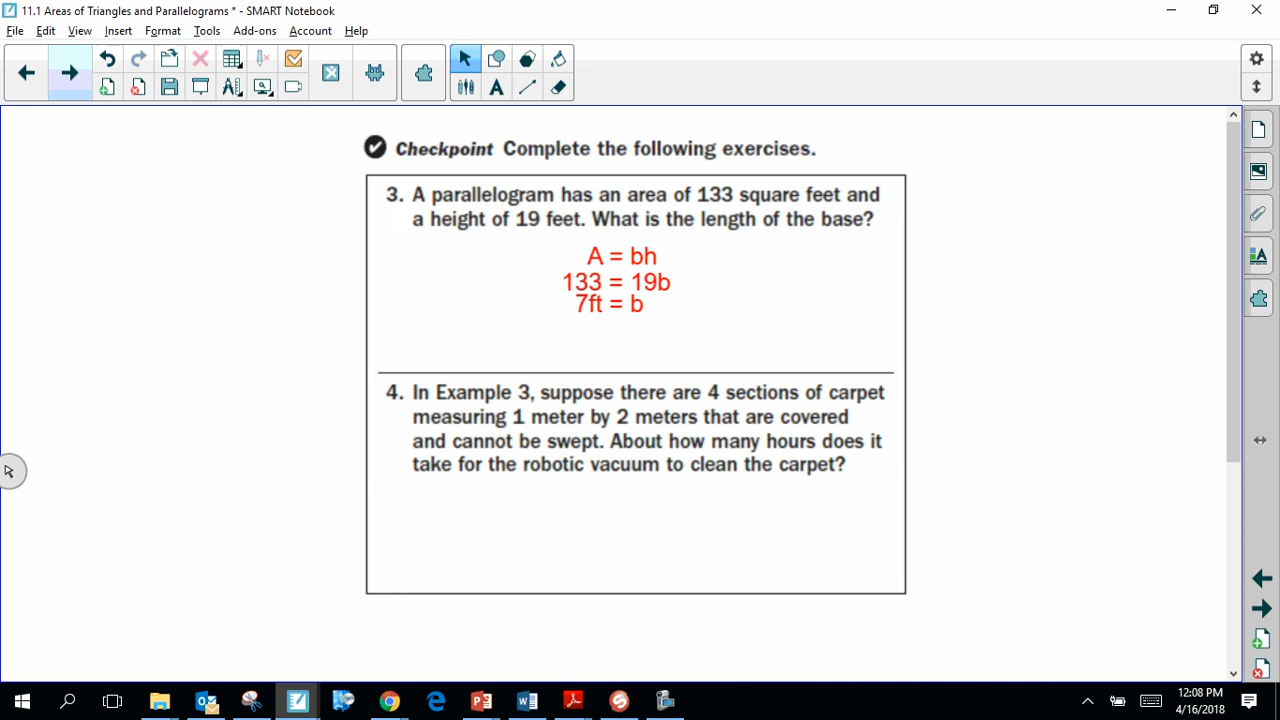 11.1 Areas of Triangles and Parallelograms * - SMART Notebook
File Edit View Insert Format Tools Add-ons Account Help
Checkpoint Complete the following exercises.
3. A parallelogram has an area of 133 square feet and
a height of 19 feet. What is the length of the base?
A = bh
133 = 19b
7ft = b
4. In Example 3, suppose there are 4 sections of carpet
measuring 1 meter by 2 meters that are covered
and cannot be swept. About how many hours does it
take for the robotic vacuum to clean the carpet?
12:08 PM
4/16/2018